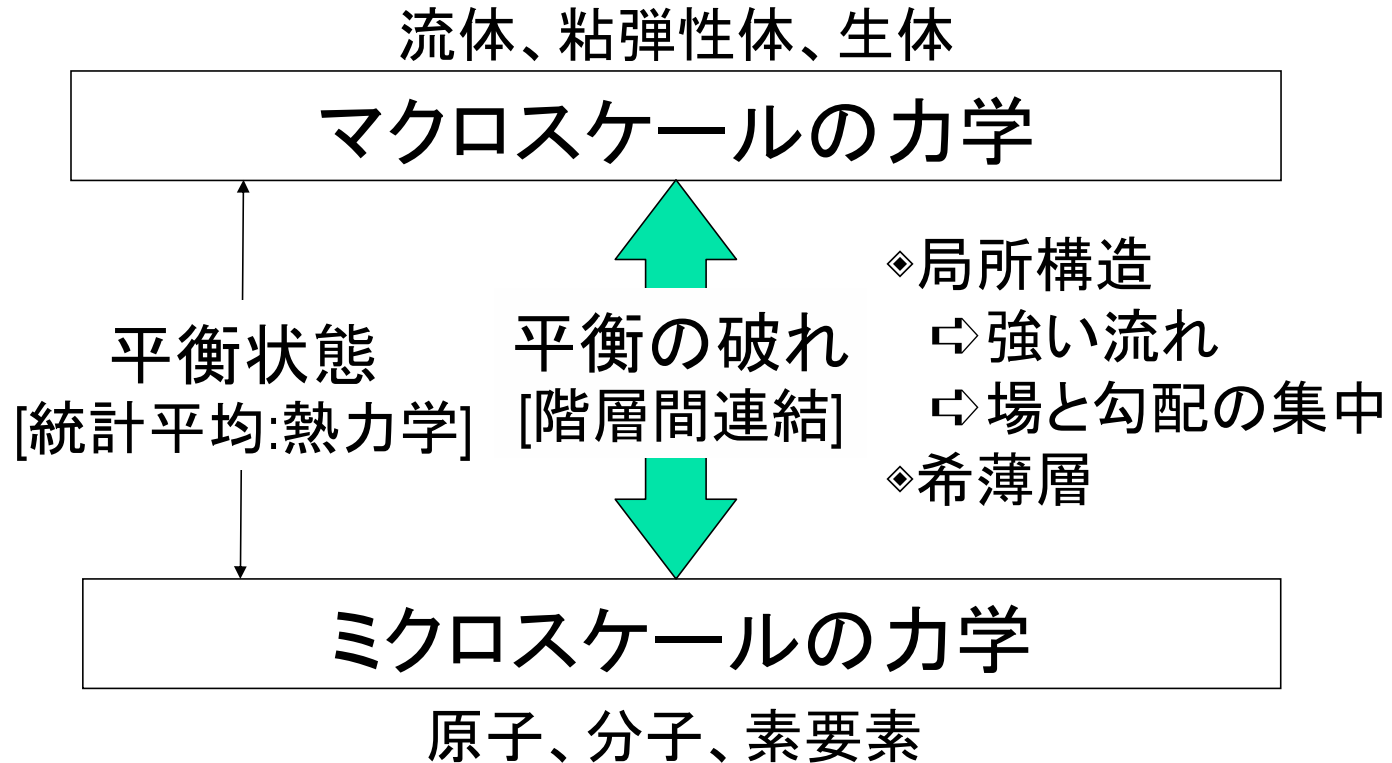 流体、粘弾性体、生体
マクロスケールの力学
平衡状態
[統計平均:熱力学]
平衡の破れ
[階層間連結]
◈局所構造
➪強い流れ
➪場と勾配の集中
◈希薄層
ミクロスケールの力学
原子、分子、素要素